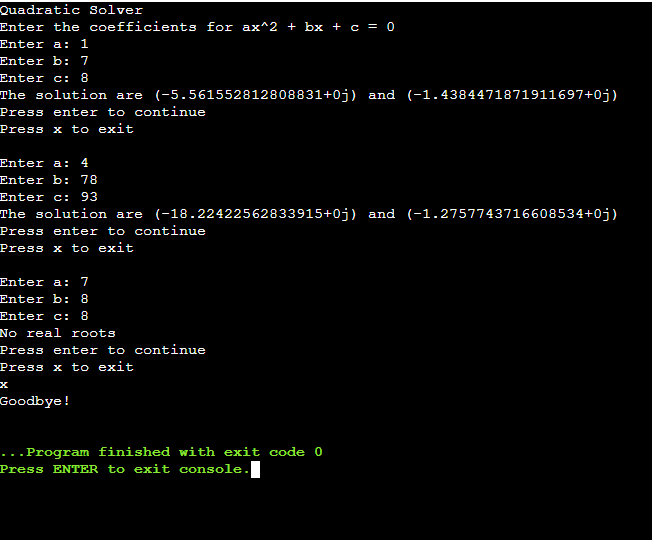 Quadratic Solver
Enter the coefficients for ax^2 + bx + c = 0
Enter a: 1
Enter b: 7
Enter c: 8
The solution are (-5.561552812808831+0j) and (-1.4384471871911697+0j)
Press enter to continue
Press x to exit
Enter a: 4
Enter b: 78
Enter c: 93
The solution are (-18.22422562833915+0j) and (-1.2757743716608534+0j)
Press enter to continue
Press x to exit
Enter a: 7
Enter b: 8
Enter c: 8
No real roots
Press enter to continue
Press x to exit
x
Goodbye!
...Program finished with exit code 0
Press ENTER to exit console.